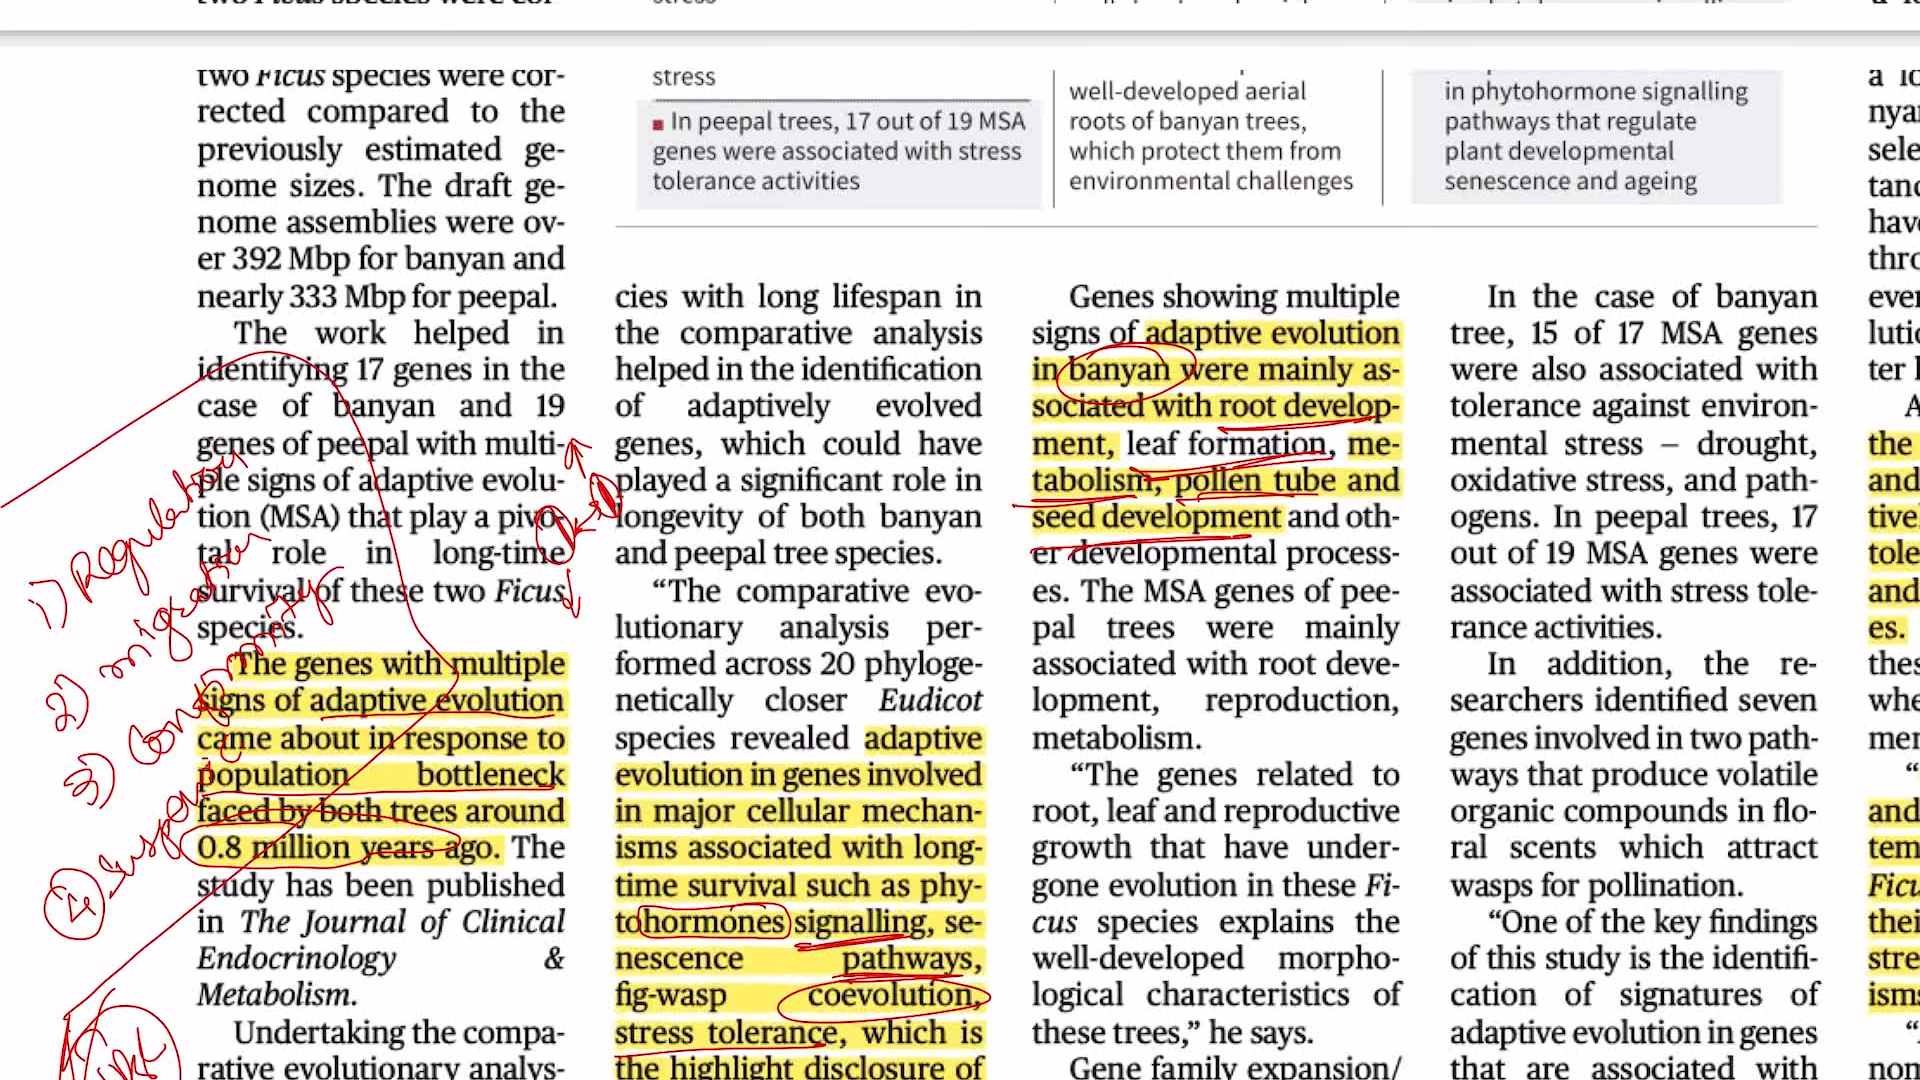 two Ficus species were cor-
stress
two Ficus species were cor-
rected compared to the
previously estimated ge-
nome sizes. The draft ge-
nome assemblies were ov-
er 392 Mbp for banyan and
nearly 333 Mbp for peepal.
The work helped in
identifying 17 genes in the
case of banyan and 19
genes of peepal with multi-
ple signs of adaptive evolu-
tion (MSA) that play a pivo-
tal role in long-time
survival of these two Ficus
species.
The genes with multiple
signs of adaptive evolution
came about in response to
population bottleneck
faced by both trees around
0.8 million years ago. The
study has been published
in The Journal of Clinical
Endocrinology &
Metabolism.
Undertaking the compa-
rative evolutionary analys-
1) Regulatory
2) migration
3) Conformity
4)
stress
■ In peepal trees, 17 out of 19 MSA
genes were associated with stress
tolerance activities
well-developed aerial
roots of banyan trees,
which protect them from
environmental challenges
in phytohormone signalling
pathways that regulate
plant developmental
senescence and ageing
cies with long lifespan in
the comparative analysis
helped in the identification
of adaptively evolved
genes, which could have
played a significant role in
longevity of both banyan
and peepal tree species.
“The comparative evo-
lutionary analysis per-
formed across 20 phyloge-
netically closer Eudicot
species revealed adaptive
evolution in genes involved
in major cellular mechan-
isms associated with long-
time survival such as phy-
tohormones signalling, se-
nescence pathways,
fig-wasp coevolution,
stress tolerance, which is
the highlight disclosure of
Genes showing multiple
signs of adaptive evolution
in banyan were mainly as-
sociated with root develop-
ment, leaf formation, me-
tabolism, pollen tube and
seed development and oth-
er developmental process-
es. The MSA genes of pee-
pal trees were mainly
associated with root deve-
lopment, reproduction,
metabolism.
“The genes related to
root, leaf and reproductive
growth that have under-
gone evolution in these Fi-
cus species explains the
well-developed morpho-
logical characteristics of
these trees,” he says.
Gene family expansion/
In the case of banyan
tree, 15 of 17 MSA genes
were also associated with
tolerance against environ-
mental stress – drought,
oxidative stress, and path-
ogens. In peepal trees, 17
out of 19 MSA genes were
associated with stress tole-
rance activities.
In addition, the re-
searchers identified seven
genes involved in two path-
ways that produce volatile
organic compounds in flo-
ral scents which attract
wasps for pollination.
“One of the key findings
of this study is the identifi-
cation of signatures of
adaptive evolution in genes
that are associated with
the
and
es.
and
isms